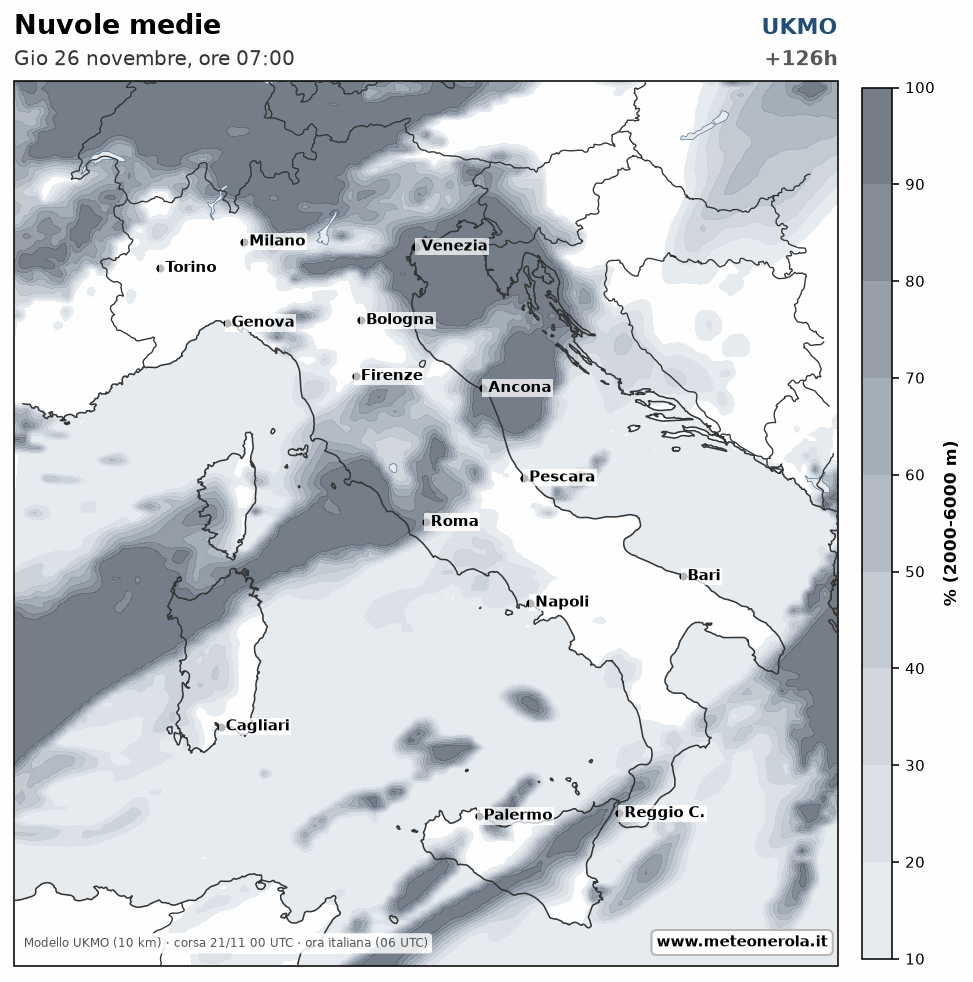 Nuvole medie
UKMO
Gio 26 novembre, ore 07:00
+126h
100
90
80
70
60
50
40
30
20
10
% (2000-6000 m)
Milano
Venezia
Torino
Genova
Bologna
Firenze
Ancona
Pescara
Roma
Bari
Napoli
Cagliari
Palermo
Reggio C.
Modello UKMO (10 km) · corsa 21/11 00 UTC · ora italiana (06 UTC)
www.meteonerola.it